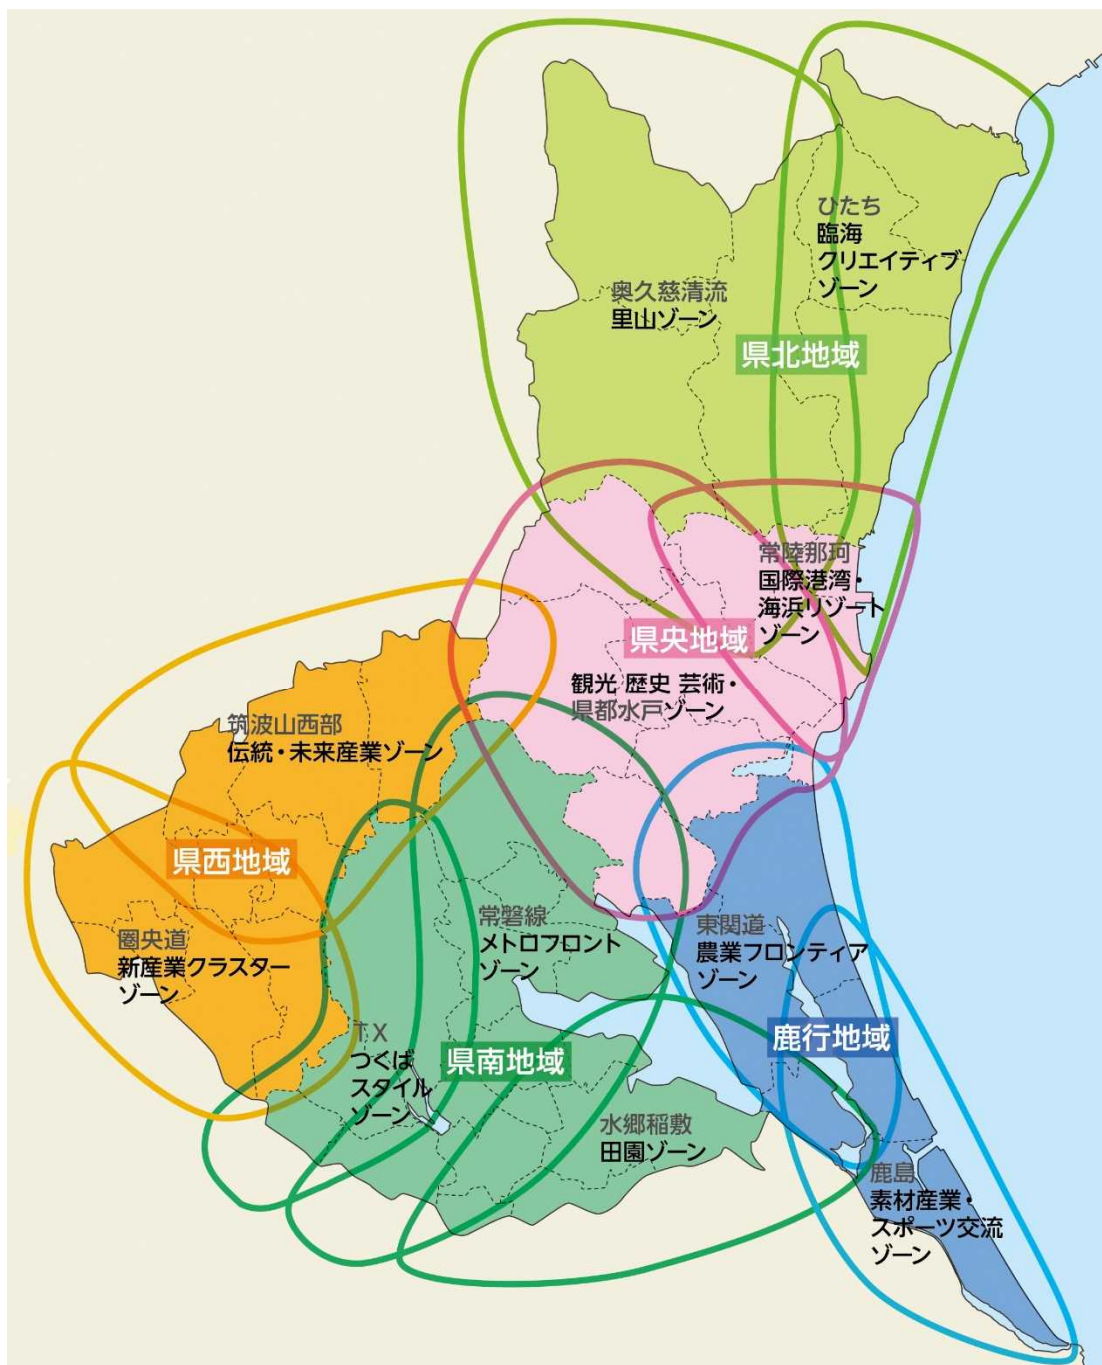 ひたち
臨海
クリエイティブ
ゾーン
奥久慈清流
里山ゾーン
県北地域
常陸那珂
国際港湾・
海浜リゾート
ゾーン
県央地域
観光 歴史 芸術・
県都水戸ゾーン
筑波山西部
伝統・未来産業ゾーン
県西地域
圏央道
新産業クラスター
ゾーン
常磐線
メトロフロント
ゾーン
東関道
農業フロンティア
ゾーン
鹿行地域
TX
つくば
スタイル
ゾーン
県南地域
水郷稲敷
田園ゾーン
鹿島
素材産業・
スポーツ交流
ゾーン